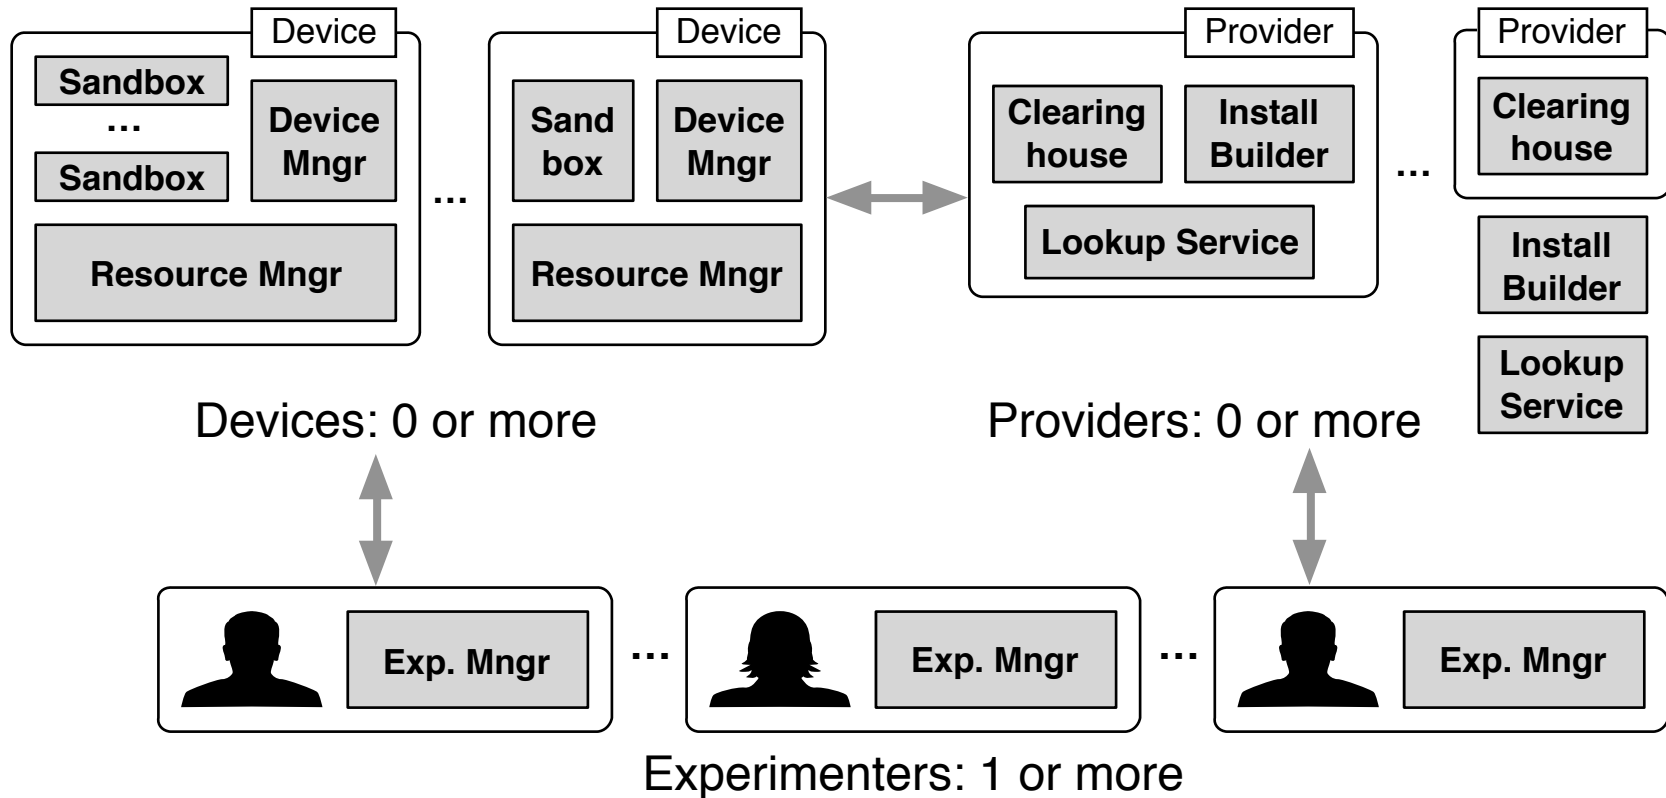 Device
Sandbox
...
Sandbox
Device
Mngr
Resource Mngr
...
Device
Sand
box
Device
Mngr
Resource Mngr
Provider
Clearing
house
Install
Builder
Lookup Service
...
Provider
Clearing
house
Install
Builder
Lookup
Service
Devices: 0 or more
Providers: 0 or more
Exp. Mngr
...
Exp. Mngr
...
Exp. Mngr
Experimenters: 1 or more